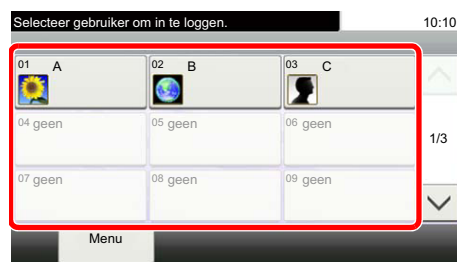 Selecteer gebruiker om in te loggen. 10:10
01 A 02 B 03 C
04 geen 05 geen 06 geen
1/3
07 geen 08 geen 09 geen
Menu